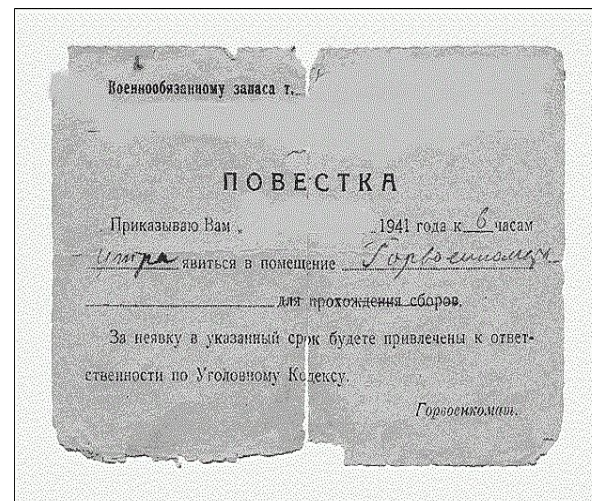 Военнообязанному запаса т.
ПОВЕСТКА
Приказываю Вам 1941 года к 6 часам
утра явиться в помещение Горвоенкомат
для прохождения сборов.
За неявку в указанный срок будете привлечены к ответ-
ственности по Уголовному Кодексу.
Горвоенкомат.